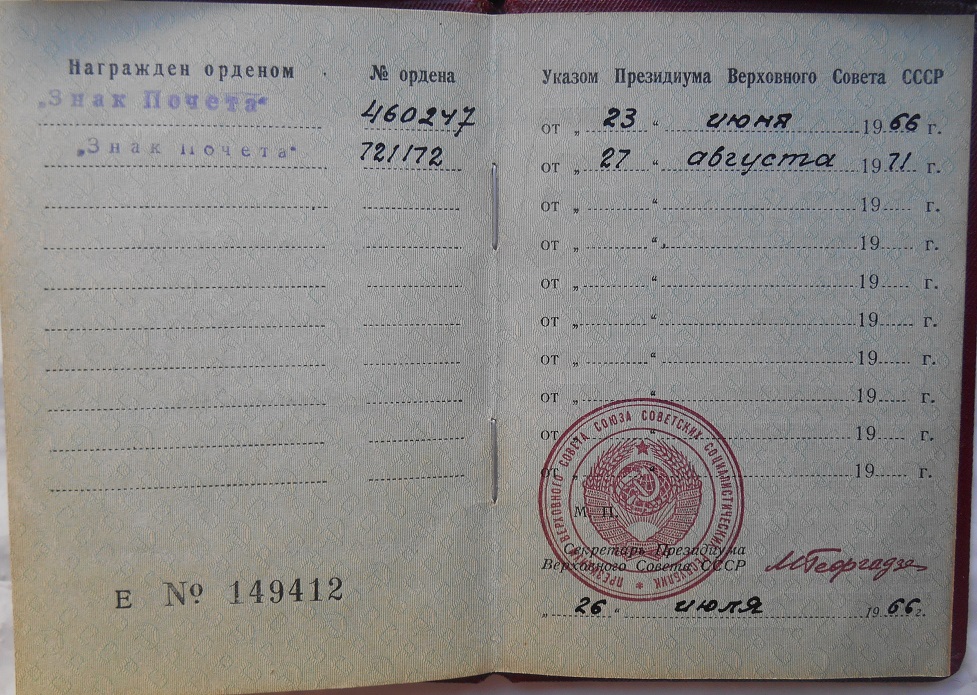 Награжден орденом № ордена
„Знак Почета“ 460247
„Знак Почета“ 721172
Е № 149412
Указом Президиума Верховного Совета СССР
от „ 23 “ июня 1966 г.
от „ 27 “ августа 1971 г.
от „ “ 19 г.
от „ “ 19 г.
от „ “ 19 г.
от „ “ 19 г.
от „ “ 19 г.
от „ “ 19 г.
от „ “ 19 г.
от „ “ 19 г.
ПРЕЗИДИУМ ВЕРХОВНОГО СОВЕТА СОЮЗА СОВЕТСКИХ СОЦИАЛИСТИЧЕСКИХ РЕСПУБЛИК
М. П.
Секретарь Президиума
Верховного Совета СССР МГеоргадзе
„ 26 “ июля 1966 г.